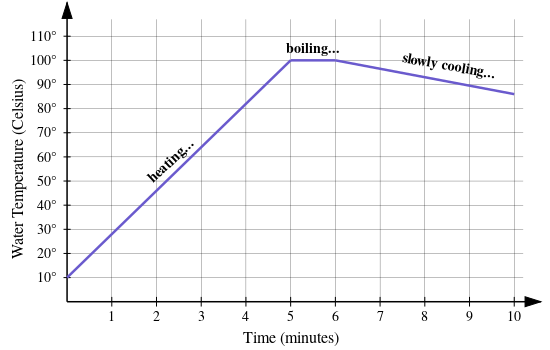 boiling...
slowly cooling...
heating...
Water Temperature (Celsius)
110°
100°
90°
80°
70°
60°
50°
40°
30°
20°
10°
1 2 3 4 5 6 7 8 9 10
Time (minutes)